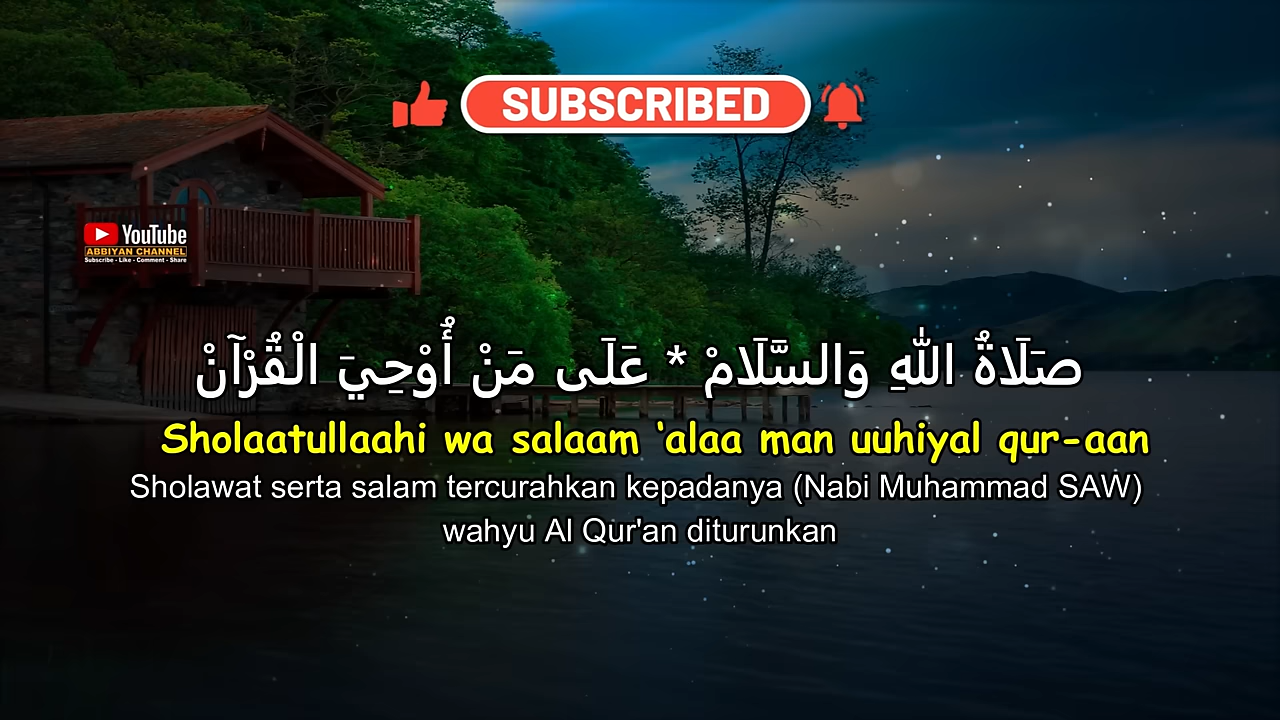 SUBSCRIBED
YouTube
ABBIYAN CHANNEL
Subscribe - Like - Comment - Share
صَلَاةُ اللهِ وَالسَّلَامْ * عَلَى مَنْ أُوْحِيَ الْقُرْآنْ
Sholaatullaahi wa salaam ‘alaa man uuhiyal qur-aan
Sholawat serta salam tercurahkan kepadanya (Nabi Muhammad SAW)
wahyu Al Qur'an diturunkan